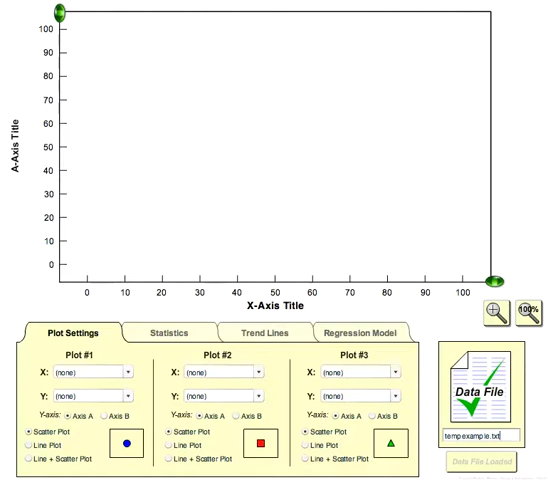 100
90
80
70
60
50
40
30
20
10
0
A-Axis Title
0 10 20 30 40 50 60 70 80 90 100
X-Axis Title
100%
Plot Settings Statistics Trend Lines Regression Model
Plot #1 Plot #2 Plot #3
X: (none) X: (none) X: (none)
Y: (none) Y: (none) Y: (none)
Y-axis: Axis A Axis B Y-axis: Axis A Axis B Y-axis: Axis A Axis B
Scatter Plot Scatter Plot Scatter Plot
Line Plot Line Plot Line Plot
Line + Scatter Plot Line + Scatter Plot Line + Scatter Plot
Data File
tempexample.txt
Data File Loaded